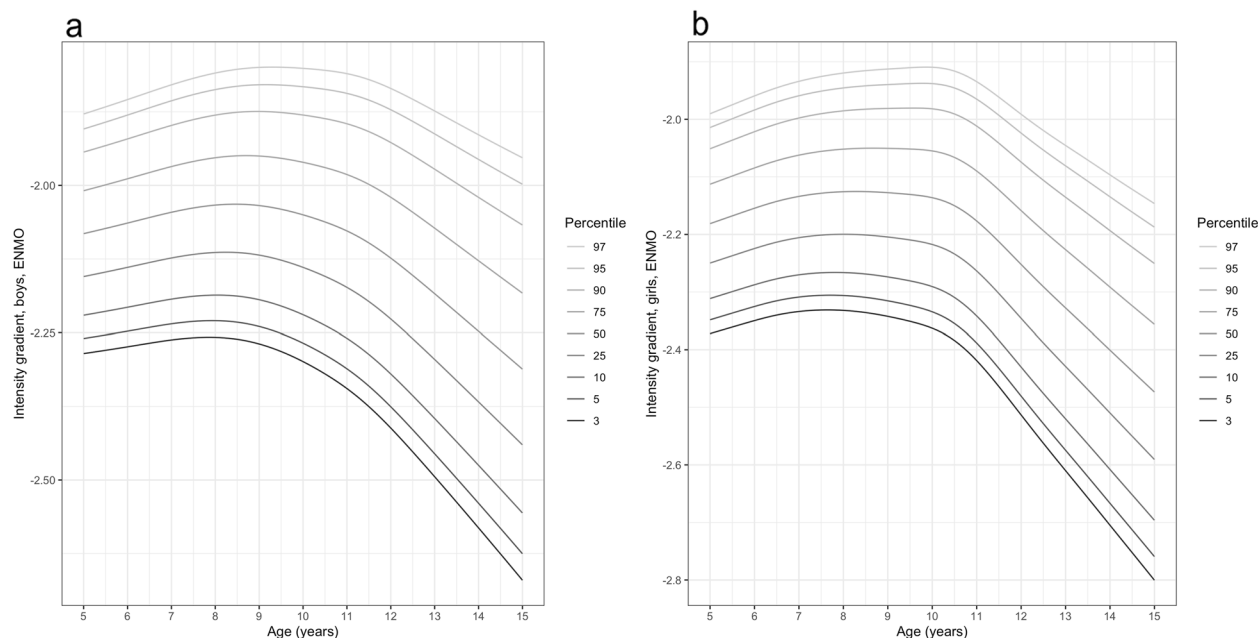 a
Intensity gradient, boys, ENMO
-2.00
-2.25
-2.50
5 6 7 8 9 10 11 12 13 14 15
Age (years)
Percentile
97
95
90
75
50
25
10
5
3
b
Intensity gradient, girls, ENMO
-2.0
-2.2
-2.4
-2.6
-2.8
5 6 7 8 9 10 11 12 13 14 15
Age (years)
Percentile
97
95
90
75
50
25
10
5
3